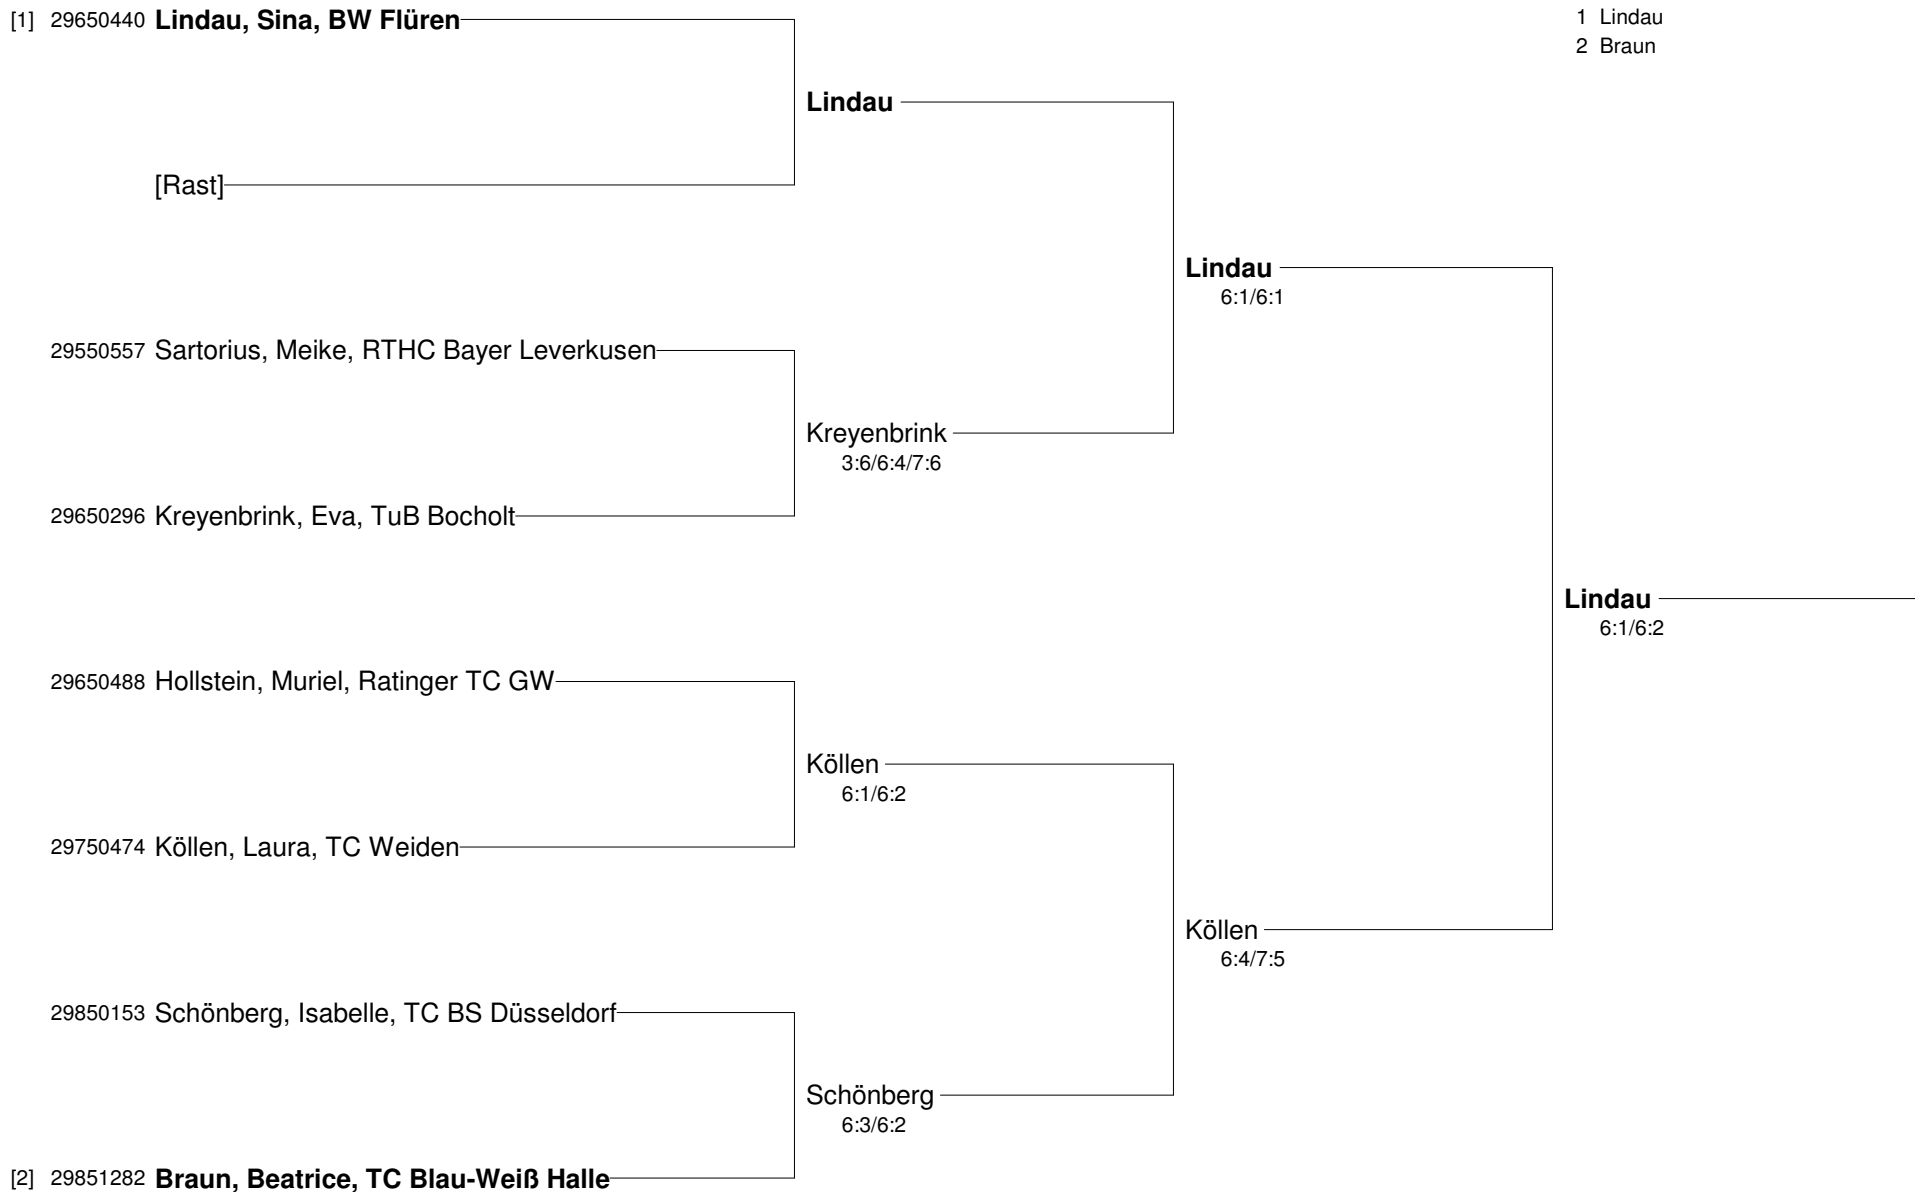 [1] 29650440 Lindau, Sina, BW Flüren
1 Lindau
2 Braun
Lindau
[Rast]
Lindau
6:1/6:1
29550557 Sartorius, Meike, RTHC Bayer Leverkusen
Kreyenbrink
3:6/6:4/7:6
29650296 Kreyenbrink, Eva, TuB Bocholt
Lindau
6:1/6:2
29650488 Hollstein, Muriel, Ratinger TC GW
Köllen
6:1/6:2
29750474 Köllen, Laura, TC Weiden
Köllen
6:4/7:5
29850153 Schönberg, Isabelle, TC BS Düsseldorf
Schönberg
6:3/6:2
[2] 29851282 Braun, Beatrice, TC Blau-Weiß Halle